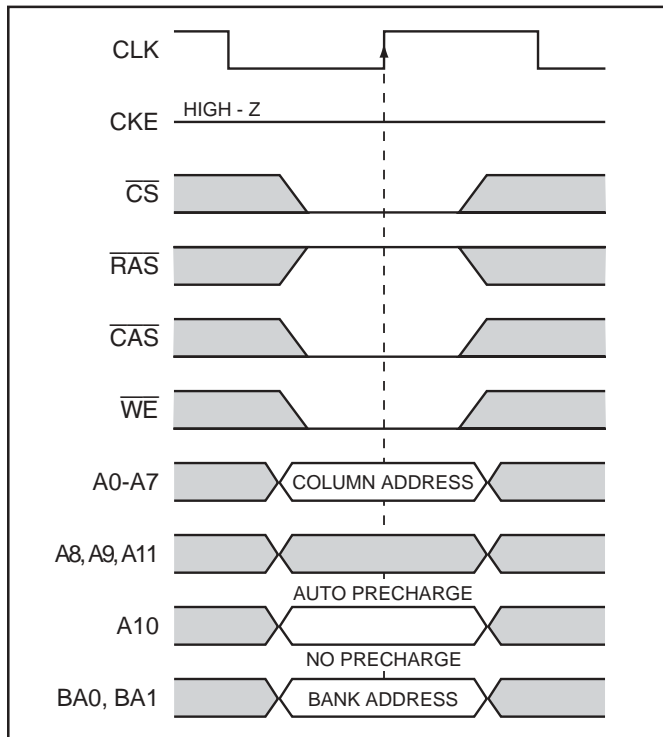 CLK
CKE HIGH - Z
CS
RAS
CAS
WE
A0-A7 COLUMN ADDRESS
A8, A9, A11
AUTO PRECHARGE
A10
NO PRECHARGE
BA0, BA1 BANK ADDRESS